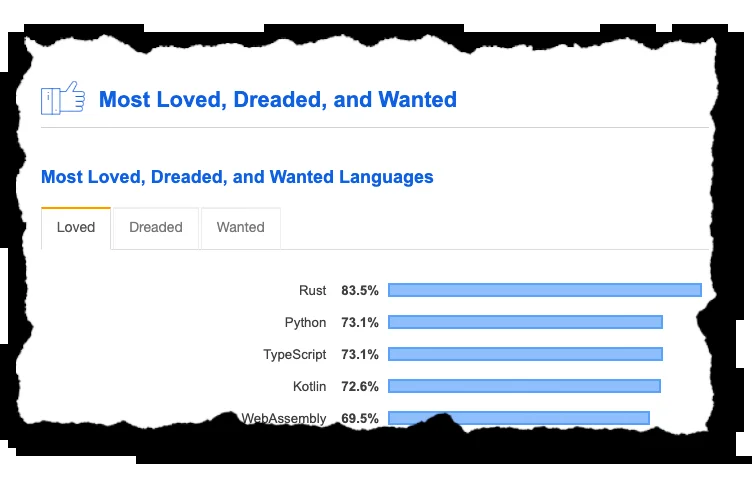 Most Loved, Dreaded, and Wanted
Most Loved, Dreaded, and Wanted Languages
Loved Dreaded Wanted
Rust 83.5%
Python 73.1%
TypeScript 73.1%
Kotlin 72.6%
WebAssembly 69.5%